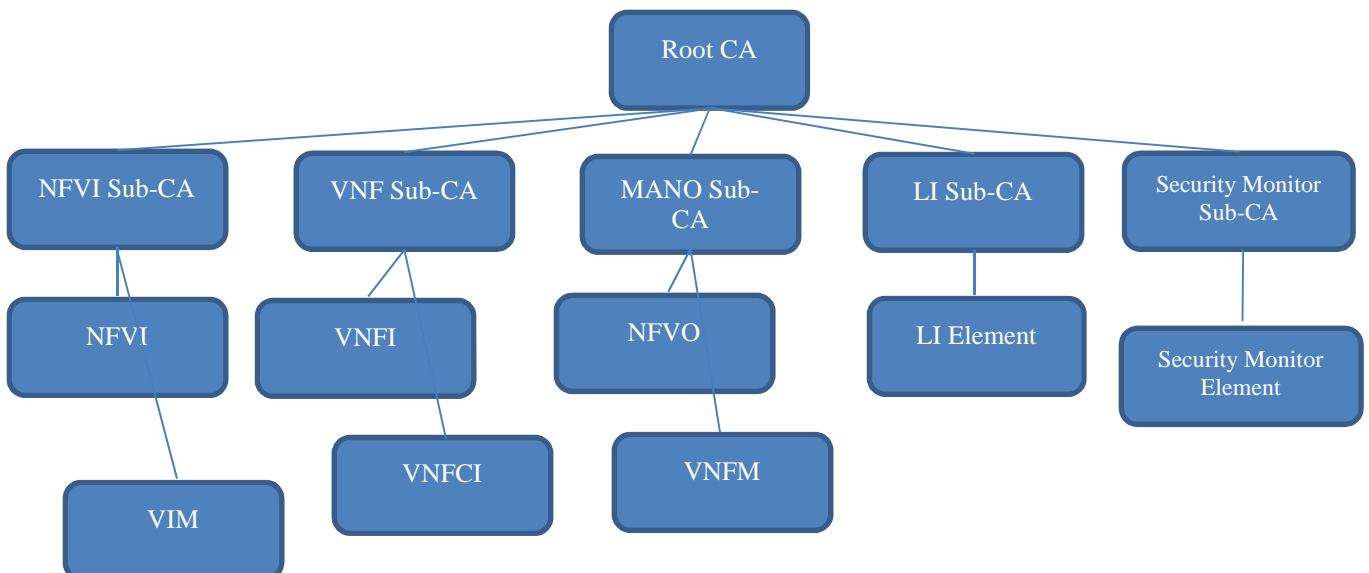 Root CA
NFVI Sub-CA
VNF Sub-CA
MANO Sub-
CA
LI Sub-CA
Security Monitor
Sub-CA
NFVI
VNFI
NFVO
LI Element
Security Monitor
Element
VIM
VNFCI
VNFM